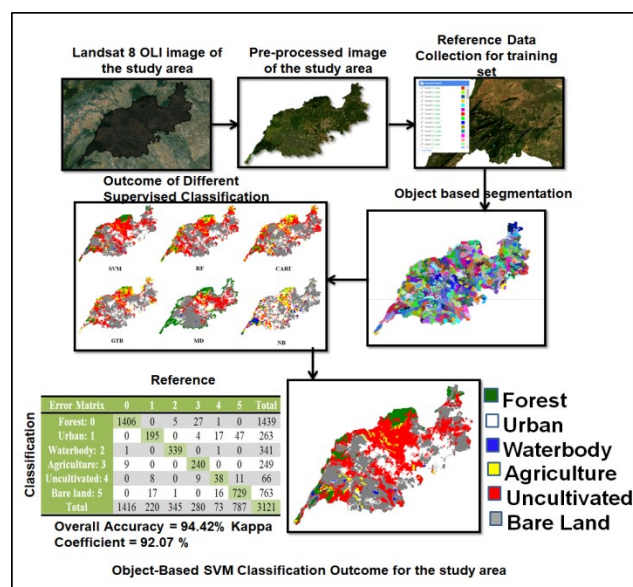 Landsat 8 OLI image of
the study area
Pre-processed image
of the study area
Reference Data
Collection for training
set
Object based segmentation
Outcome of Different
Supervised Classification
SVM
RF
CART
GTB
MD
NB
Reference
Classification
Error Matrix 0 1 2 3 4 5 Total
Forest: 0 1406 0 5 27 1 0 1439
Urban: 1 0 195 0 4 17 47 263
Waterbody: 2 1 0 339 0 1 0 341
Agriculture: 3 9 0 0 240 0 0 249
Uncultivated: 4 0 8 0 9 38 11 66
Bare land: 5 0 17 1 0 16 729 763
Total 1416 220 345 280 73 787 3121
Overall Accuracy = 94.42% Kappa
Coefficient = 92.07 %
Forest
Urban
Waterbody
Agriculture
Uncultivated
Bare Land
Object-Based SVM Classification Outcome for the study area